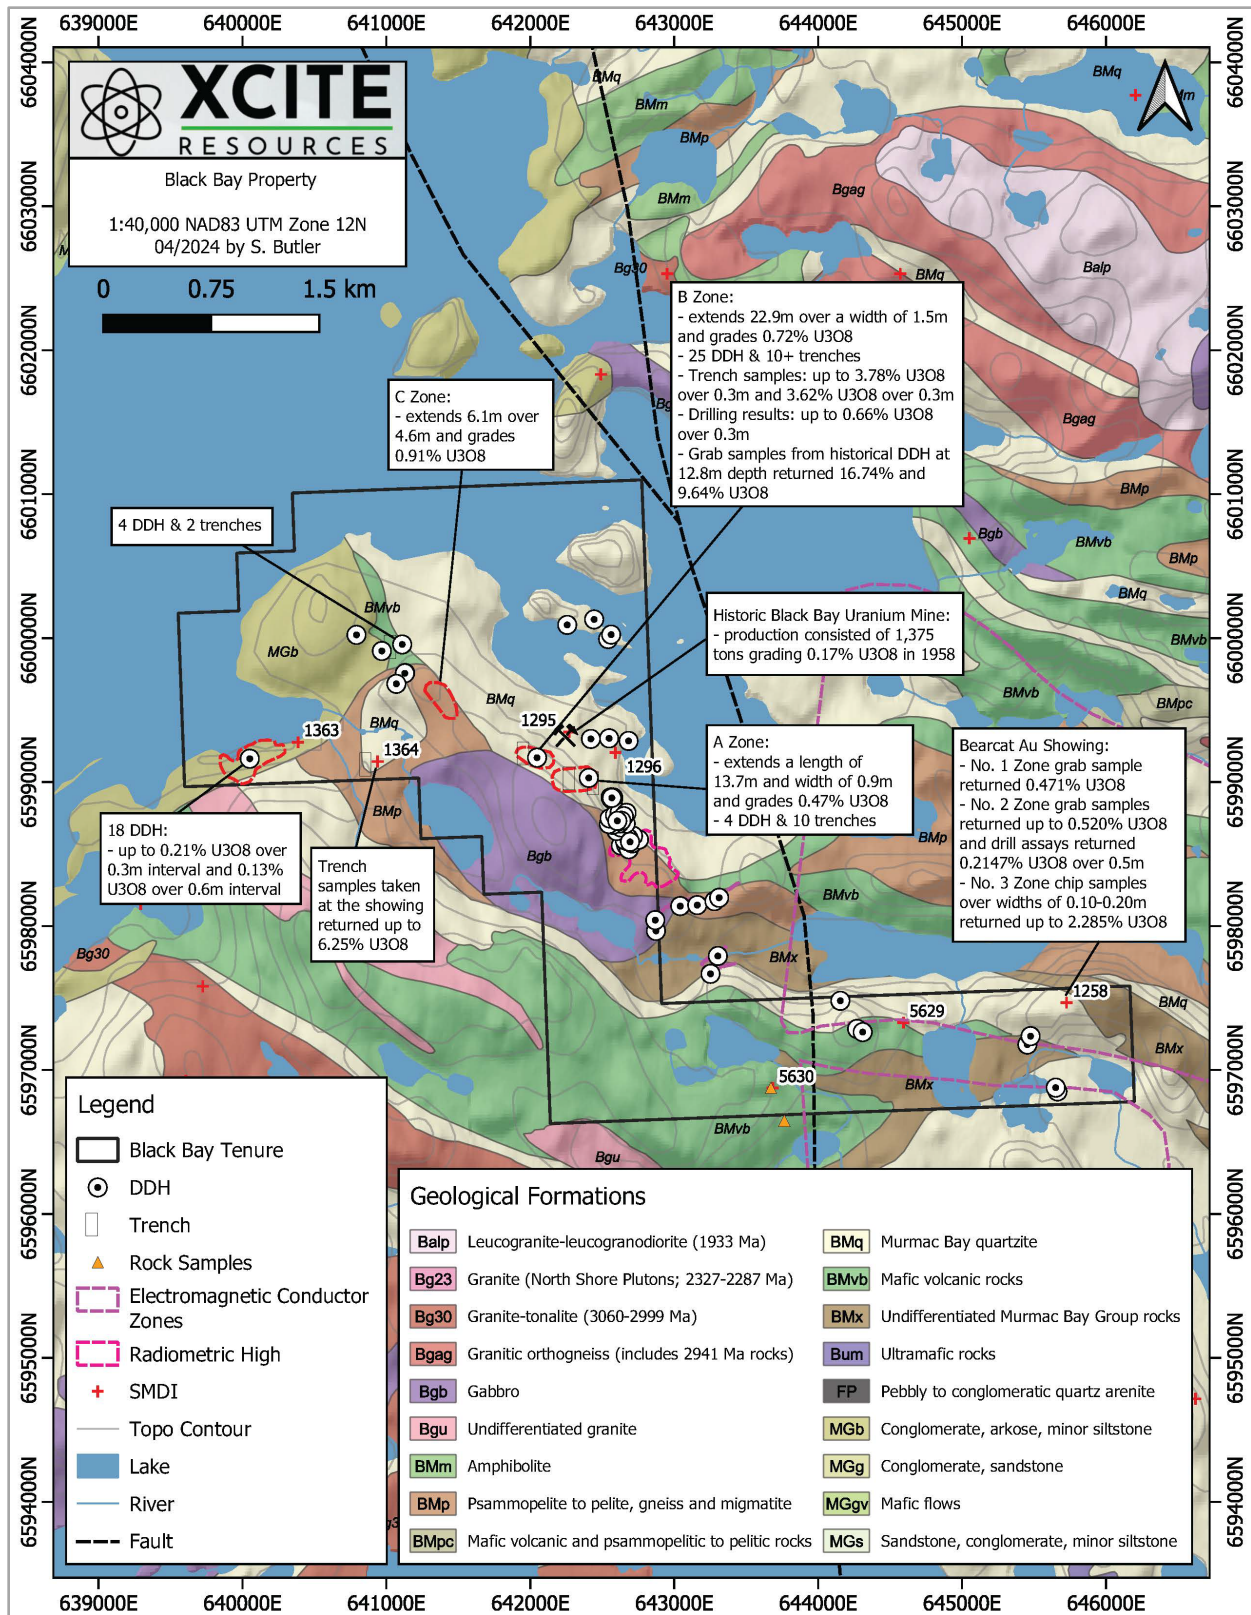 639000E 640000E 641000E 642000E 643000E 644000E 645000E 646000E
6604000N
6603000N
6602000N
6601000N
6600000N
6599000N
6598000N
6597000N
6596000N
6595000N
6594000N
XCITE
RESOURCES
Black Bay Property
1:40,000 NAD83 UTM Zone 12N
04/2024 by S. Butler
0 0.75 1.5 km
BMq
BMm
BMp
BMm
Bg30
Bgag
BMq
Balp
BMq
Bgag
BMp
Bgb
BMvb
BMp
BMq
BMvb
BMvb
BMpc
B Zone:
- extends 22.9m over a width of 1.5m
and grades 0.72% U3O8
- 25 DDH & 10+ trenches
- Trench samples: up to 3.78% U3O8
over 0.3m and 3.62% U3O8 over 0.3m
- Drilling results: up to 0.66% U3O8
over 0.3m
- Grab samples from historical DDH at
12.8m depth returned 16.74% and
9.64% U3O8
C Zone:
- extends 6.1m over
4.6m and grades
0.91% U3O8
4 DDH & 2 trenches
Historic Black Bay Uranium Mine:
- production consisted of 1,375
tons grading 0.17% U3O8 in 1958
BMvb
MGb
BMq
BMq
1363
1364
1295
1296
A Zone:
- extends a length of
13.7m and width of 0.9m
and grades 0.47% U3O8
- 4 DDH & 10 trenches
Bearcat Au Showing:
- No. 1 Zone grab sample
returned 0.471% U3O8
- No. 2 Zone grab samples
returned up to 0.520% U3O8
and drill assays returned
0.2147% U3O8 over 0.5m
- No. 3 Zone chip samples
over widths of 0.10-0.20m
returned up to 2.285% U3O8
18 DDH:
- up to 0.21% U3O8 over
0.3m interval and 0.13%
U3O8 over 0.6m interval
Trench
samples taken
at the showing
returned up to
6.25% U3O8
BMp
Bgb
BMp
BMvb
Bg30
BMx
1258
BMq
5629
BMx
5630
BMx
BMvb
Bgu
Legend
Black Bay Tenure
DDH
Trench
Rock Samples
Electromagnetic Conductor
Zones
Radiometric High
SMDI
Topo Contour
Lake
River
Fault
Geological Formations
Balp Leucogranite-leucogranodiorite (1933 Ma)
Bg23 Granite (North Shore Plutons; 2327-2287 Ma)
Bg30 Granite-tonalite (3060-2999 Ma)
Bgag Granitic orthogneiss (includes 2941 Ma rocks)
Bgb Gabbro
Bgu Undifferentiated granite
BMm Amphibolite
BMp Psammopelite to pelite, gneiss and migmatite
BMpc Mafic volcanic and psammopelitic to pelitic rocks
BMq Murmac Bay quartzite
BMvb Mafic volcanic rocks
BMx Undifferentiated Murmac Bay Group rocks
Bum Ultramafic rocks
FP Pebbly to conglomeratic quartz arenite
MGb Conglomerate, arkose, minor siltstone
MGg Conglomerate, sandstone
MGgv Mafic flows
MGs Sandstone, conglomerate, minor siltstone
6604000N
6603000N
6602000N
6601000N
6600000N
6599000N
6598000N
6597000N
6596000N
6595000N
6594000N
639000E 640000E 641000E 642000E 643000E 644000E 645000E 646000E